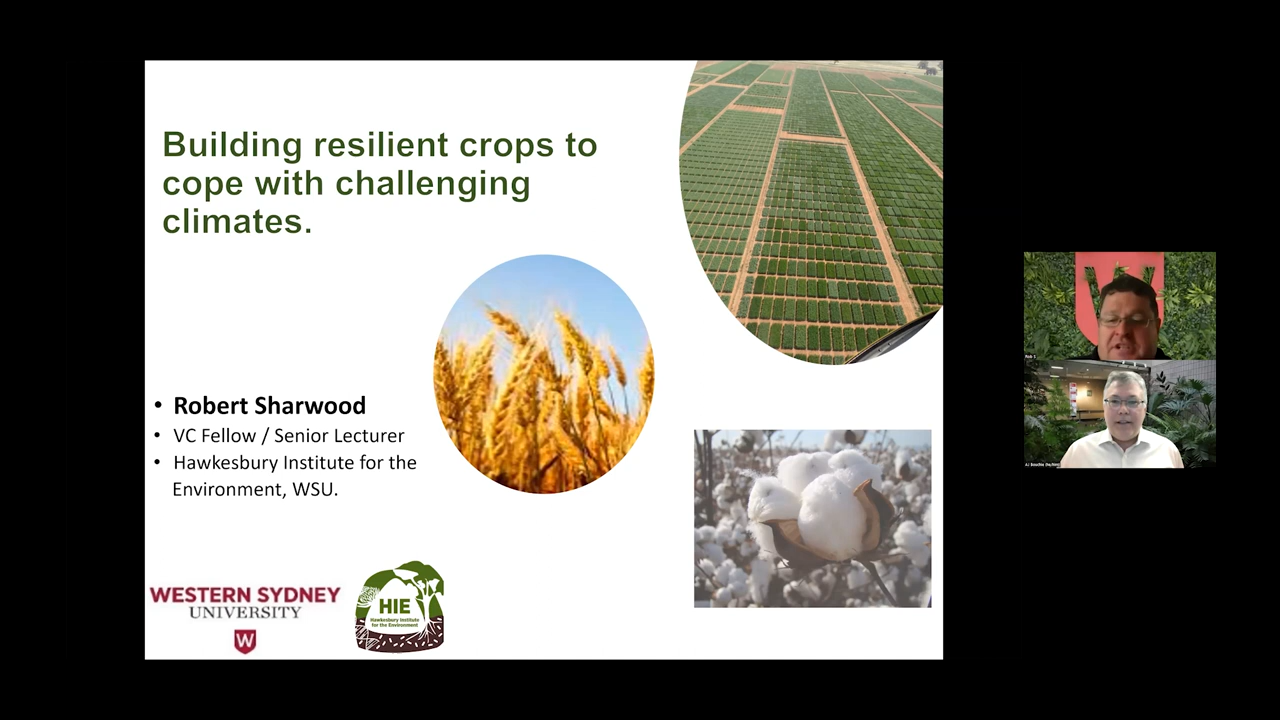 Building resilient crops to
cope with challenging
climates.
• Robert Sharwood
• VC Fellow / Senior Lecturer
• Hawkesbury Institute for the
Environment, WSU.
WESTERN SYDNEY
UNIVERSITY
W
HIE
Hawkesbury Institute
for the Environment